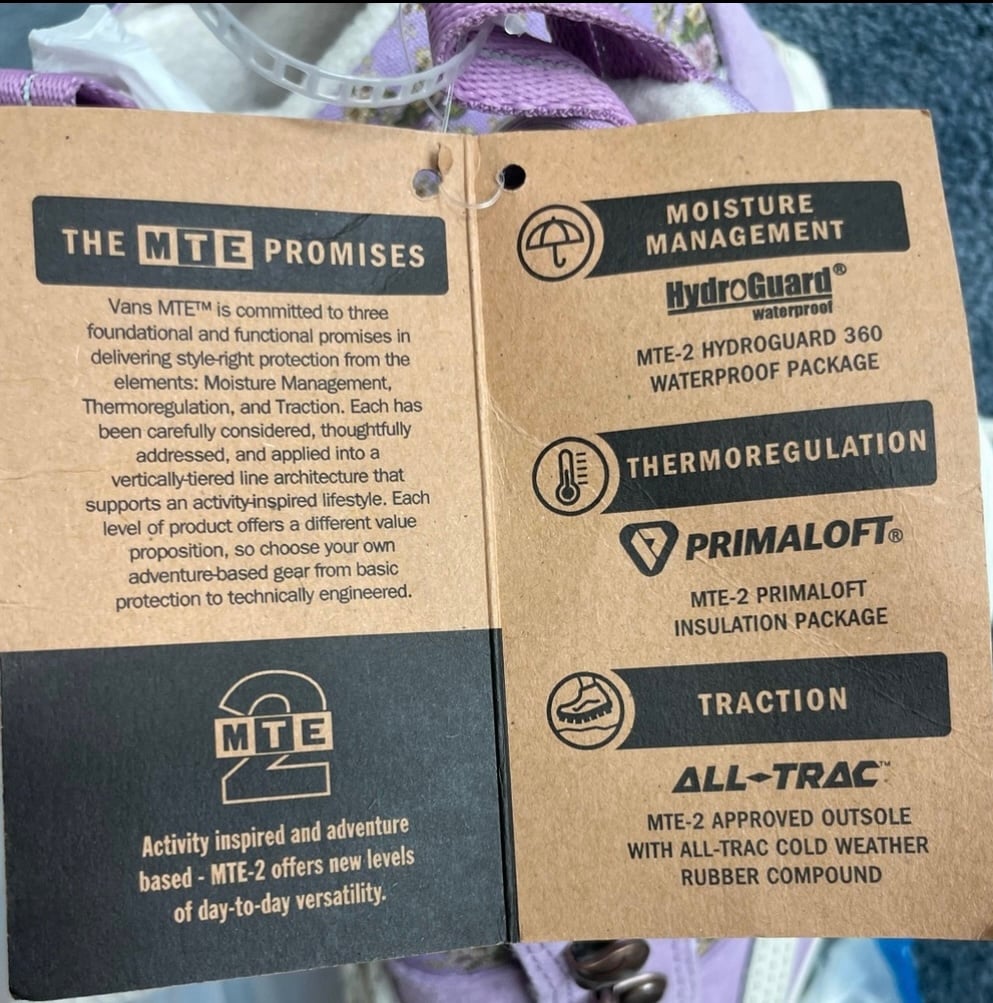 THE MTE PROMISES
Vans MTE™ is committed to three
foundational and functional promises in
delivering style-right protection from the
elements: Moisture Management,
Thermoregulation, and Traction. Each has
been carefully considered, thoughtfully
addressed, and applied into a
vertically-tiered line architecture that
supports an activity-inspired lifestyle. Each
level of product offers a different value
proposition, so choose your own
adventure-based gear from basic
protection to technically engineered.
2
MTE
Activity inspired and adventure
based - MTE-2 offers new levels
of day-to-day versatility.
MOISTURE
MANAGEMENT
HydroGuard®
waterproof
MTE-2 HYDROGUARD 360
WATERPROOF PACKAGE
THERMOREGULATION
PRIMALOFT®
MTE-2 PRIMALOFT
INSULATION PACKAGE
TRACTION
ALL-TRAC™
MTE-2 APPROVED OUTSOLE
WITH ALL-TRAC COLD WEATHER
RUBBER COMPOUND